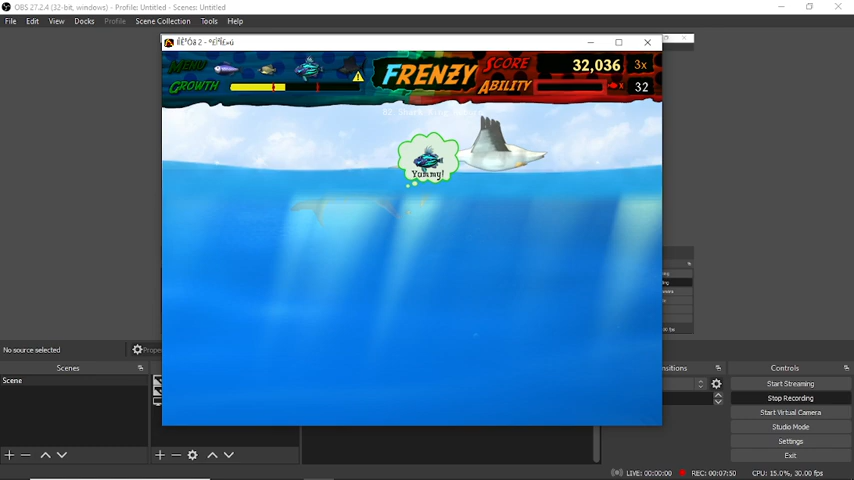 OBS 27.2.4 (32-bit, windows) - Profile: Untitled - Scenes: Untitled
File Edit View Docks Profile Scene Collection Tools Help
MENU
GROWTH
FRENZY
SCORE 32,036 3x
ABILITY x 32
Yummy!
No source selected
Scenes
Scene
Controls
Start Streaming
Stop Recording
Start Virtual Camera
Studio Mode
Settings
Exit
LIVE: 00:00:00 REC: 00:07:50 CPU: 15.0%, 30.00 fps